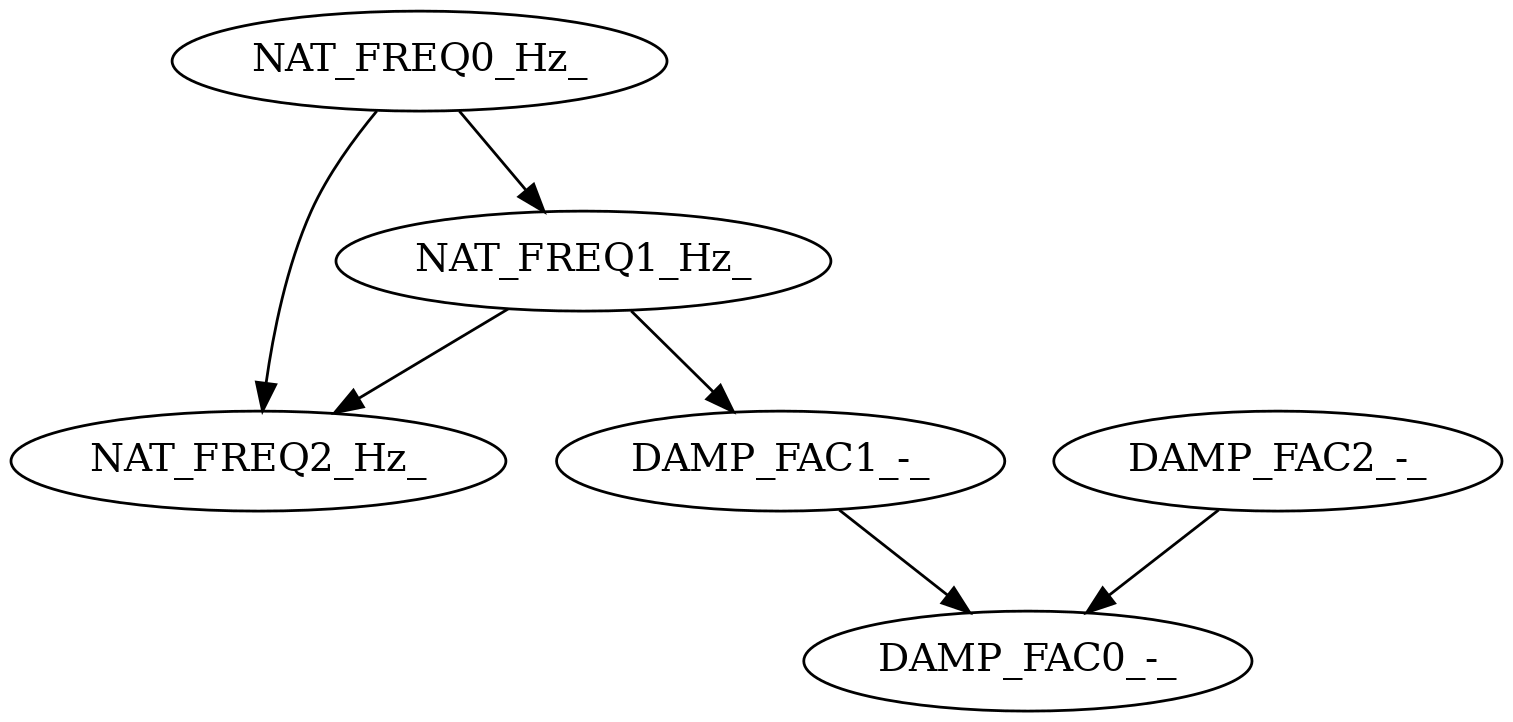 NAT_FREQ0_Hz_
NAT_FREQ1_Hz_
NAT_FREQ2_Hz_
DAMP_FAC1_-_
DAMP_FAC2_-_
DAMP_FAC0_-_